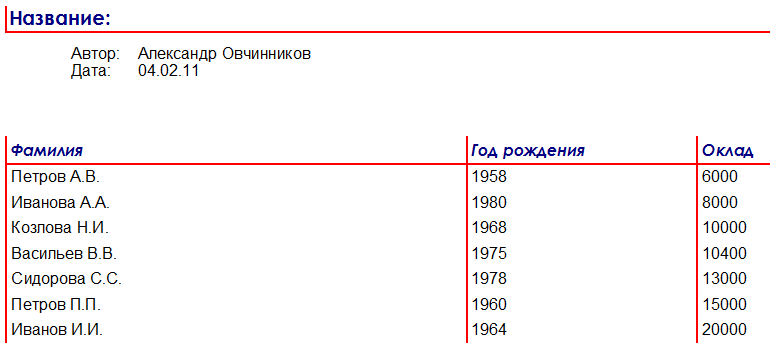 Название:
Автор: Александр Овчинников
Дата: 04.02.11
Фамилия Год рождения Оклад
Петров А.В. 1958 6000
Иванова А.А. 1980 8000
Козлова Н.И. 1968 10000
Васильев В.В. 1975 10400
Сидорова С.С. 1978 13000
Петров П.П. 1960 15000
Иванов И.И. 1964 20000